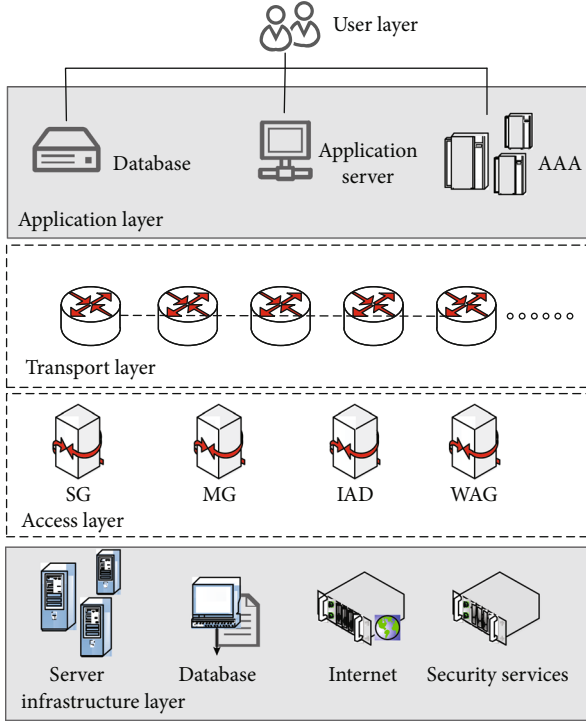 User layer
Database
Application
server
AAA
Application layer
Transport layer
SG
MG
IAD
WAG
Access layer
Server
Database
Internet
Security services
infrastructure layer